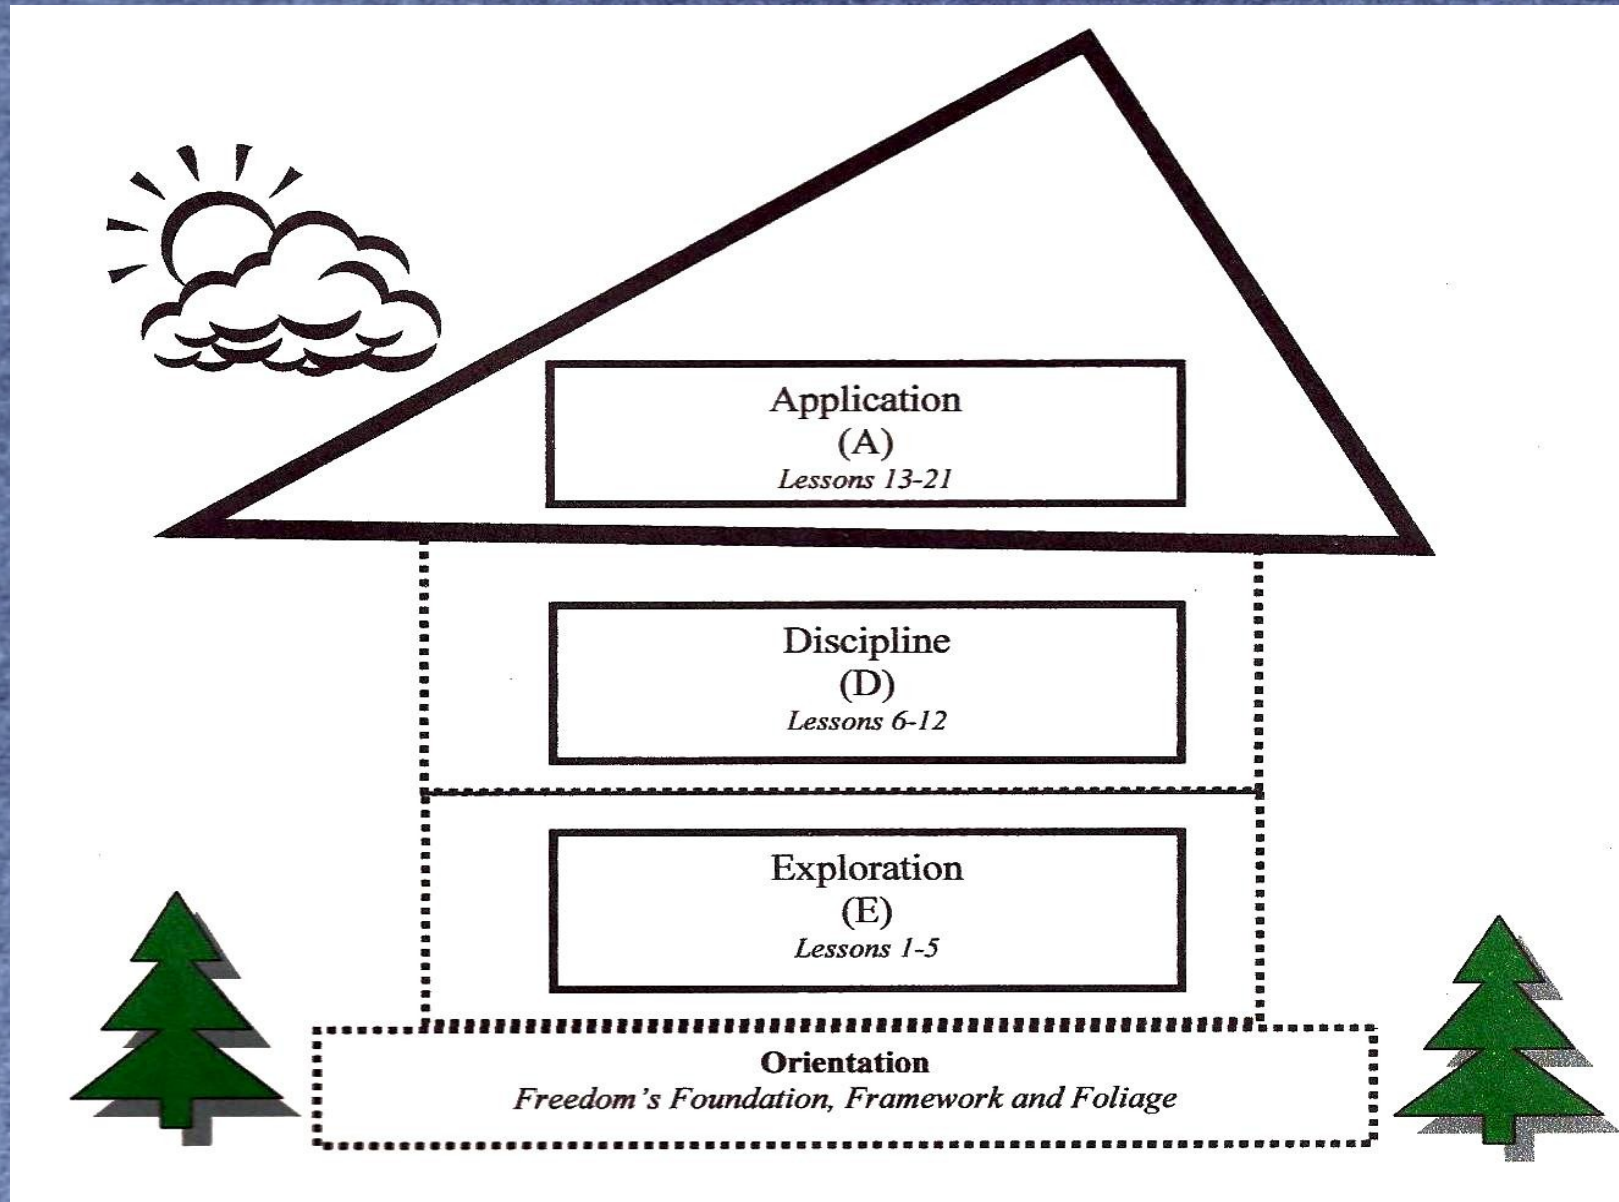 Application
(A)
Lessons 13-21
Discipline
(D)
Lessons 6-12
Exploration
(E)
Lessons 1-5
Orientation
Freedom's Foundation, Framework and Foliage